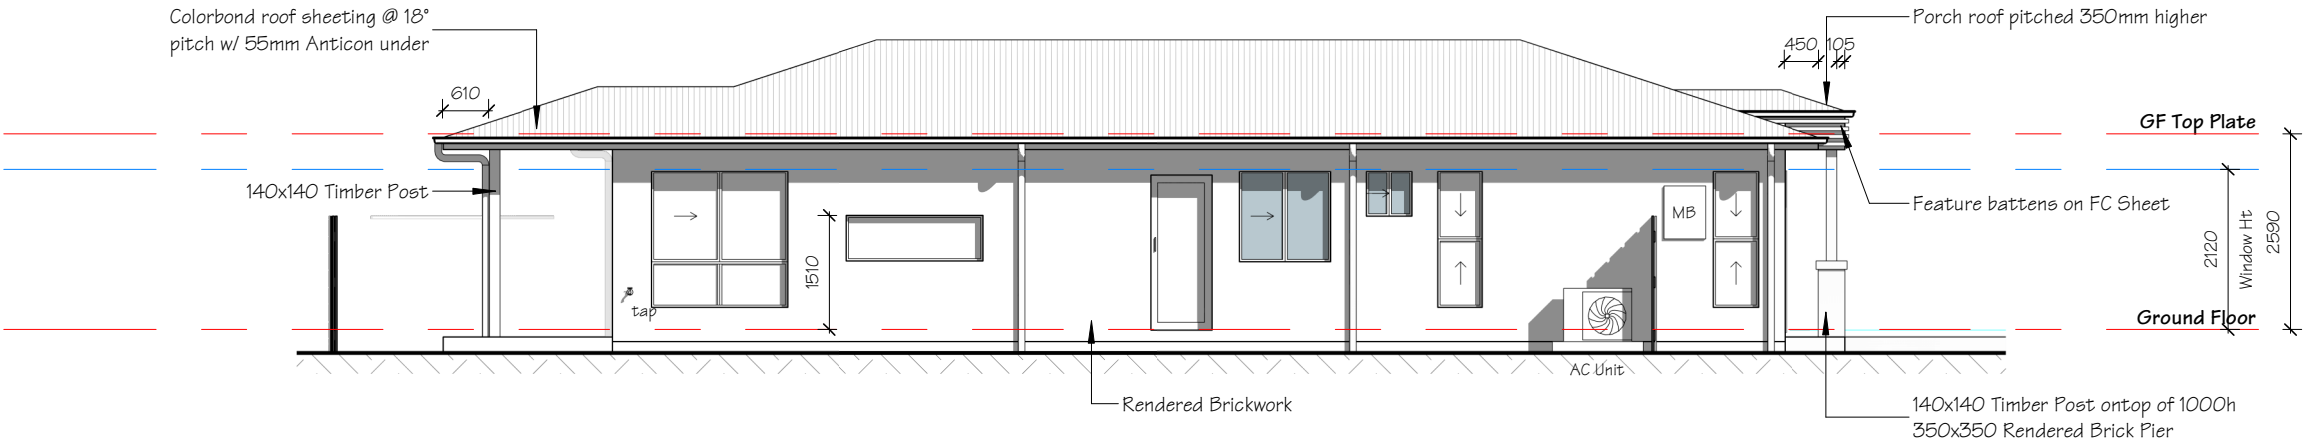 Colorbond roof sheeting @ 18°
pitch w/ 55mm Anticon under
Porch roof pitched 350mm higher
450
105
610
GF Top Plate
140x140 Timber Post
Feature battens on FC Sheet
MB
1510
2120
Window Ht
2590
tap
Ground Floor
AC Unit
Rendered Brickwork
140x140 Timber Post ontop of 1000h
350x350 Rendered Brick Pier